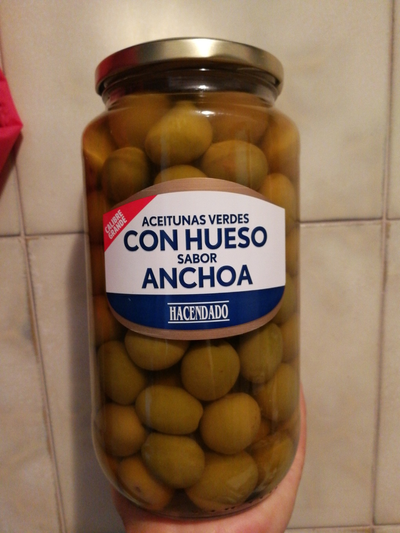 CALIBRE
GRANDE
ACEITUNAS VERDES
CON HUESO
SABOR
ANCHOA
HACENDADO